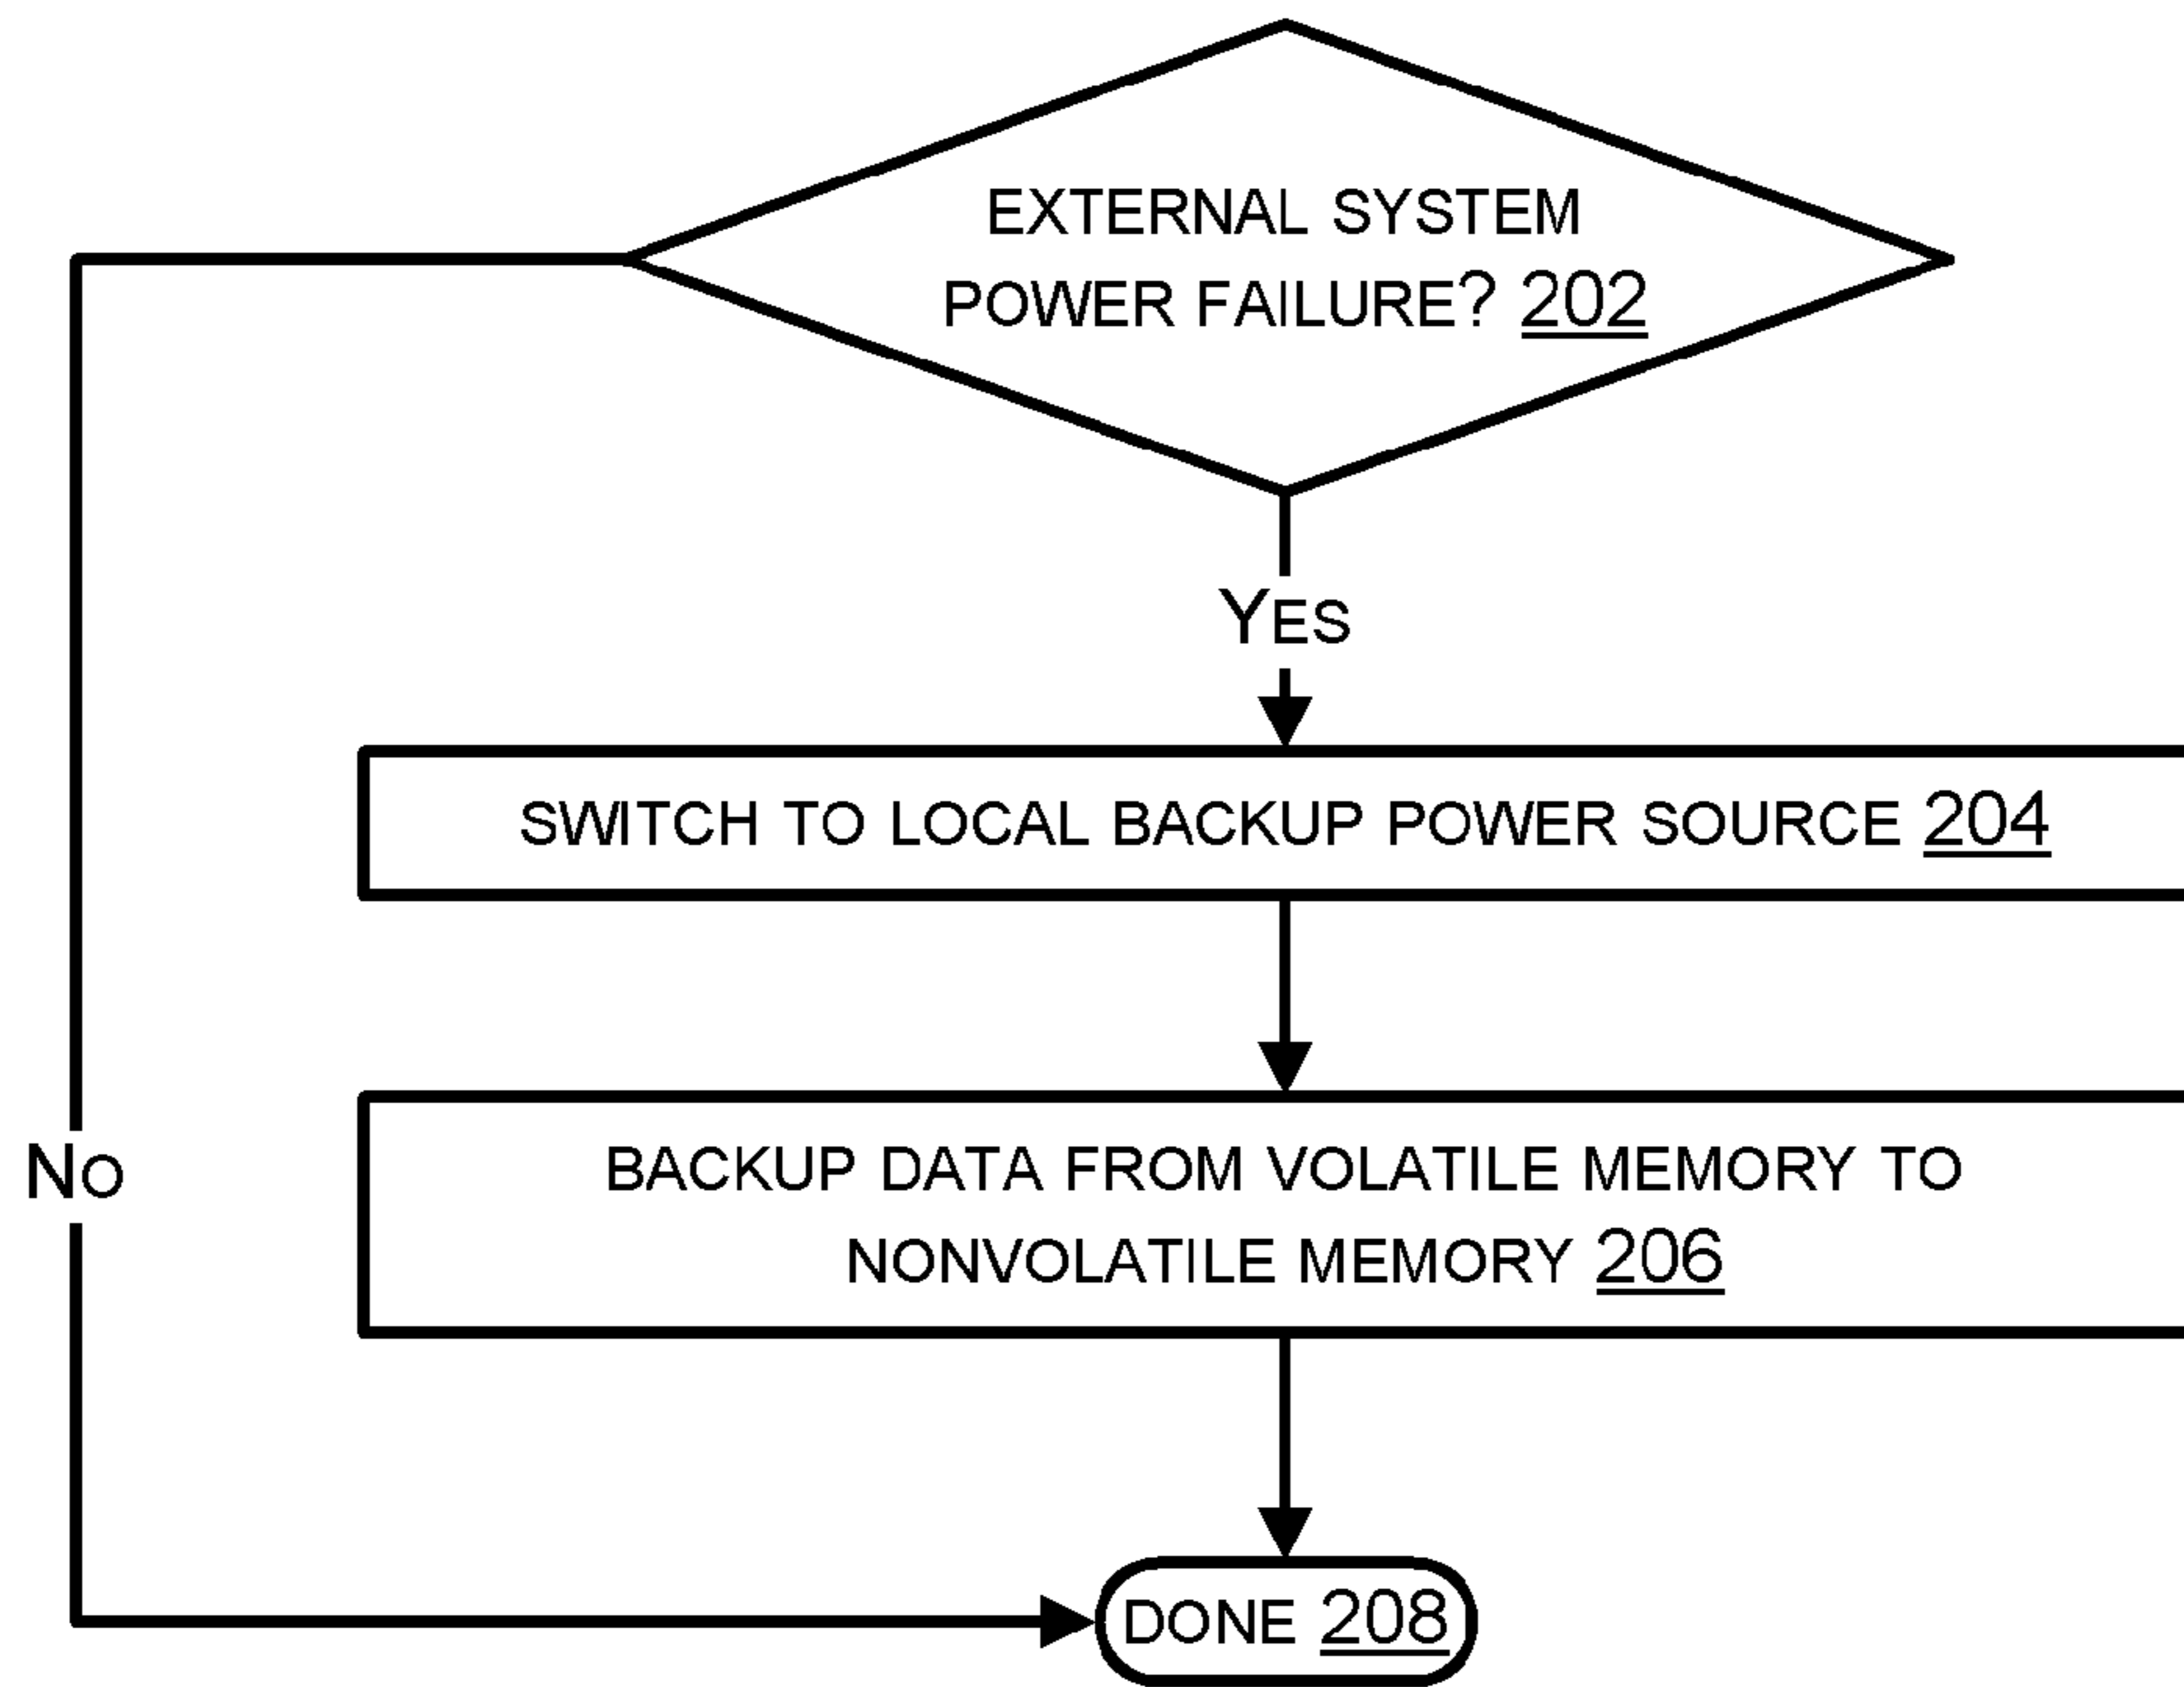 EXTERNAL SYSTEM
POWER FAILURE? 202
YES
SWITCH TO LOCAL BACKUP POWER SOURCE 204
NO
BACKUP DATA FROM VOLATILE MEMORY TO
NONVOLATILE MEMORY 206
DONE 208